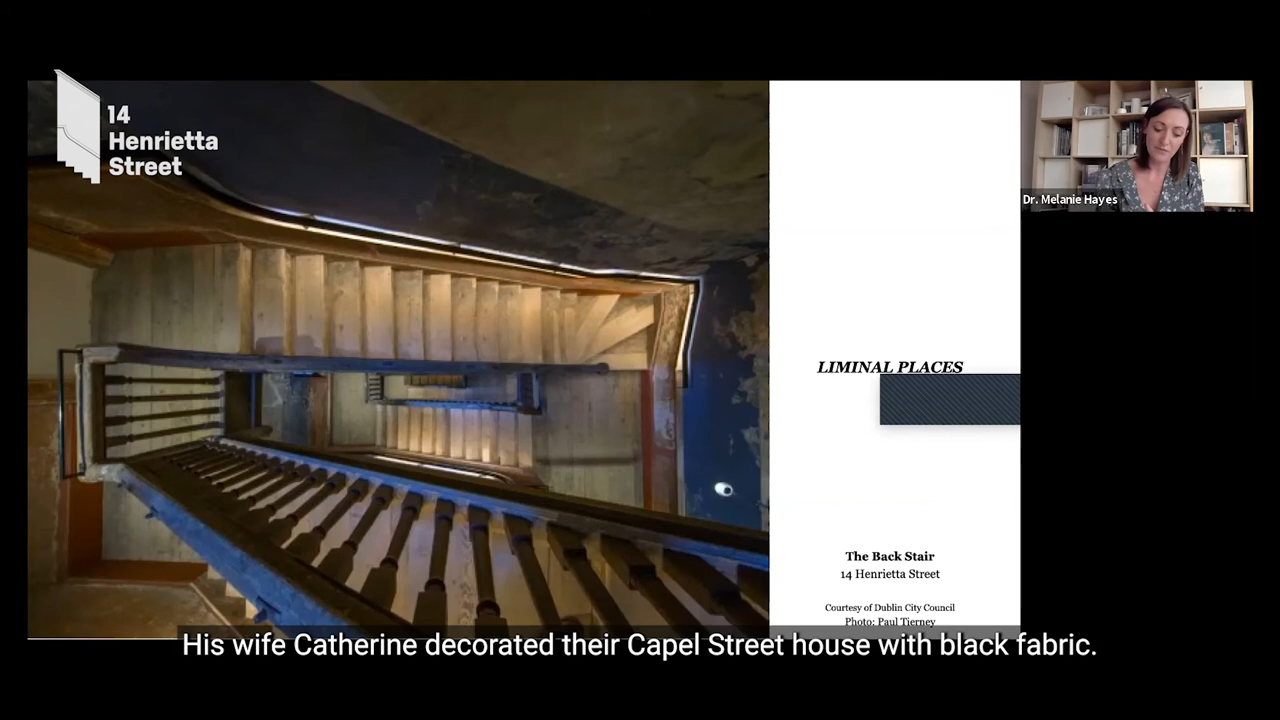 14
Henrietta
Street
Dr. Melanie Hayes
LIMINAL PLACES
The Back Stair
14 Henrietta Street
Courtesy of Dublin City Council
Photo: Paul Tierney
His wife Catherine decorated their Capel Street house with black fabric.